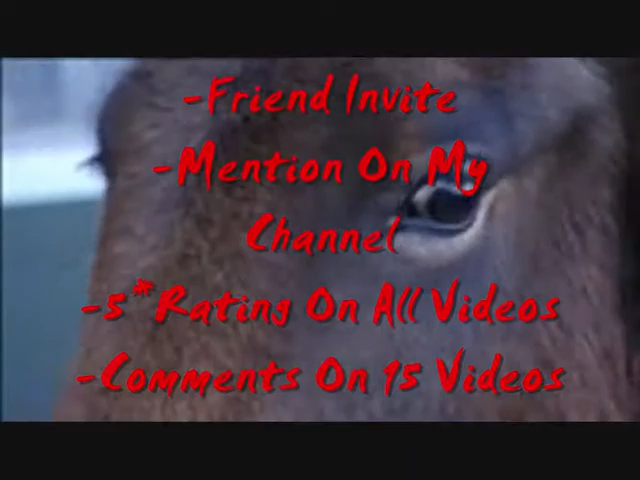 -Friend Invite
-Mention On My
Channel
-5*Rating On All Videos
-Comments On 15 Videos